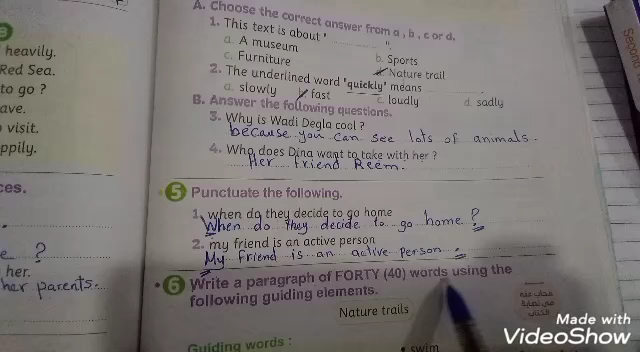 A. Choose the correct answer from a, b, c or d.
1. This text is about "
a. A museum
b. Sports
c. Furniture
Nature trail
2. The underlined word "quickly" means
a. slowly
fast
c. loudly
d. sadly
B. Answer the following questions.
3. Why is Wadi Degla cool?
because you can see lots of animals.
4. Who does Dina want to take with her?
Her friend Reem.
5 Punctuate the following.
1. when do they decide to go home
When do they decide to go home?
2. my friend is an active person
My friend is an active person.
6 Write a paragraph of FORTY (40) words using the
following guiding elements.
Nature trails
Guiding words:
• swim
heavily.
Red Sea.
to go?
ave.
visit.
ppily.
ces.
e ?
her.
her parents.
مجاب عنه
في نهاية
الكتاب
Made with
VideoShow